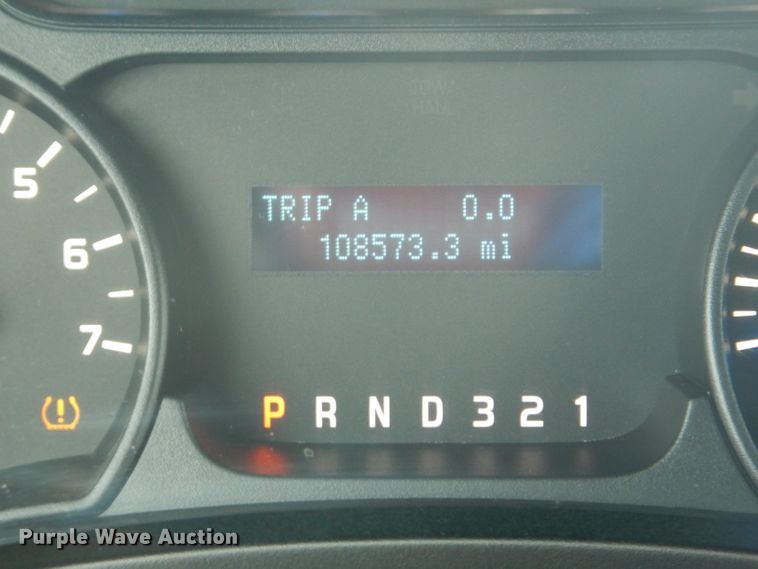 TOW
HAUL
TRIP A 0.0
108573.3 mi
5
6
7
P R N D 3 2 1
Purple Wave Auction